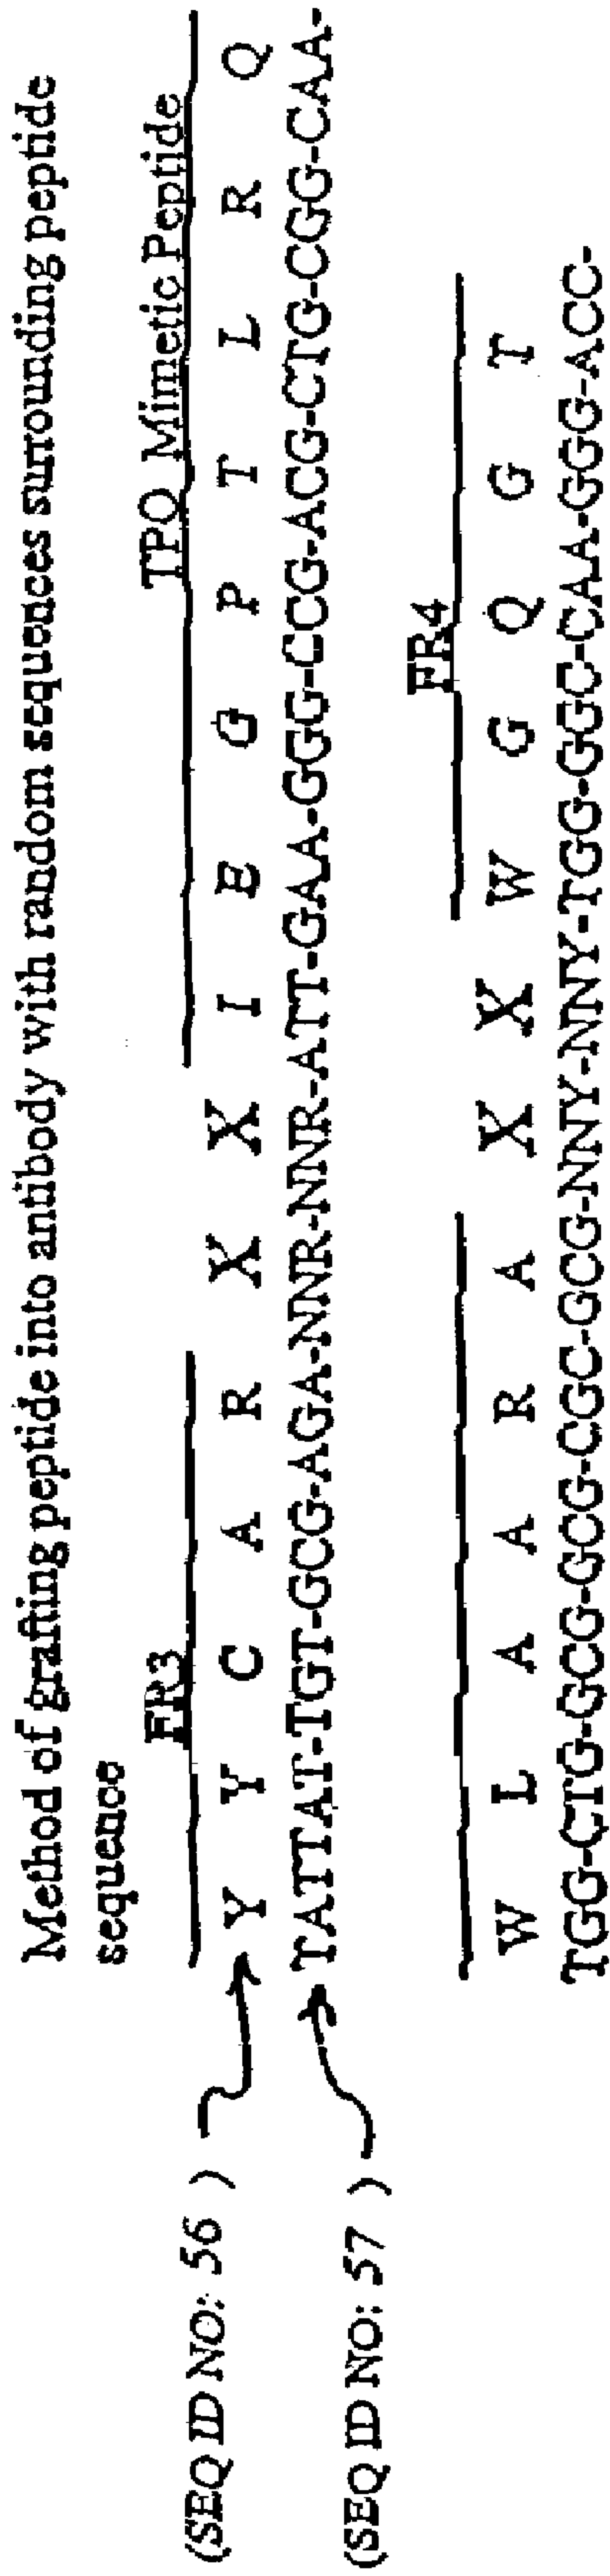 Method of grafting peptide into antibody with random sequences surrounding peptide
sequence
FR3 TPO Mimetic Peptide
(SEQ ID NO: 56 ) Y Y C A R X X I E G P T L R Q
(SEQ ID NO: 57 ) TATTAT-TGT-GCG-AGA-NNR-NNR-ATT-GAA-GGG-CCG-ACG-CTG-CGG-CAA-
FR4
W L A A R A X X W G Q G T
TGG-CTG-GCG-GCG-CGC-GCG-NNY-NNY-TGG-GGC-CAA-GGG-ACC-